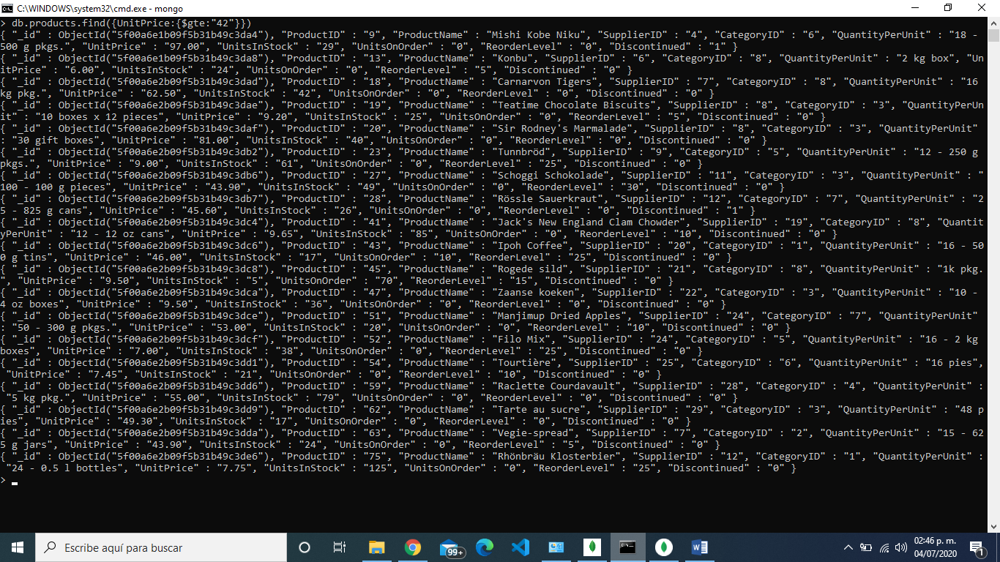 C:\WINDOWS\system32\cmd.exe - mongo
> db.products.find({UnitPrice:{$gte:"42"}})
{ "_id" : ObjectId("5f00a6e1b09f5b31b49c3da4"), "ProductID" : "9", "ProductName" : "Mishi Kobe Niku", "SupplierID" : "4", "CategoryID" : "6", "QuantityPerUnit" : "18 -
500 g pkgs.", "UnitPrice" : "97.00", "UnitsInStock" : "29", "UnitsOnOrder" : "0", "ReorderLevel" : "0", "Discontinued" : "1" }
{ "_id" : ObjectId("5f00a6e1b09f5b31b49c3da8"), "ProductID" : "13", "ProductName" : "Konbu", "SupplierID" : "6", "CategoryID" : "8", "QuantityPerUnit" : "2 kg box", "Un
itPrice" : "6.00", "UnitsInStock" : "24", "UnitsOnOrder" : "0", "ReorderLevel" : "5", "Discontinued" : "0" }
{ "_id" : ObjectId("5f00a6e2b09f5b31b49c3dad"), "ProductID" : "18", "ProductName" : "Carnarvon Tigers", "SupplierID" : "7", "CategoryID" : "8", "QuantityPerUnit" : "16
kg pkg.", "UnitPrice" : "62.50", "UnitsInStock" : "42", "UnitsOnOrder" : "0", "ReorderLevel" : "0", "Discontinued" : "0" }
{ "_id" : ObjectId("5f00a6e2b09f5b31b49c3dae"), "ProductID" : "19", "ProductName" : "Teatime Chocolate Biscuits", "SupplierID" : "8", "CategoryID" : "3", "QuantityPerUn
it" : "10 boxes x 12 pieces", "UnitPrice" : "9.20", "UnitsInStock" : "25", "UnitsOnOrder" : "0", "ReorderLevel" : "5", "Discontinued" : "0" }
{ "_id" : ObjectId("5f00a6e2b09f5b31b49c3daf"), "ProductID" : "20", "ProductName" : "Sir Rodney's Marmalade", "SupplierID" : "8", "CategoryID" : "3", "QuantityPerUnit"
: "30 gift boxes", "UnitPrice" : "81.00", "UnitsInStock" : "40", "UnitsOnOrder" : "0", "ReorderLevel" : "0", "Discontinued" : "0" }
{ "_id" : ObjectId("5f00a6e2b09f5b31b49c3db2"), "ProductID" : "23", "ProductName" : "Tunnbröd", "SupplierID" : "9", "CategoryID" : "5", "QuantityPerUnit" : "12 - 250 g
pkgs.", "UnitPrice" : "9.00", "UnitsInStock" : "61", "UnitsOnOrder" : "0", "ReorderLevel" : "25", "Discontinued" : "0" }
{ "_id" : ObjectId("5f00a6e2b09f5b31b49c3db6"), "ProductID" : "27", "ProductName" : "Schoggi Schokolade", "SupplierID" : "11", "CategoryID" : "3", "QuantityPerUnit" : "
100 - 100 g pieces", "UnitPrice" : "43.90", "UnitsInStock" : "49", "UnitsOnOrder" : "0", "ReorderLevel" : "30", "Discontinued" : "0" }
{ "_id" : ObjectId("5f00a6e2b09f5b31b49c3db7"), "ProductID" : "28", "ProductName" : "Rössle Sauerkraut", "SupplierID" : "12", "CategoryID" : "7", "QuantityPerUnit" : "2
5 - 825 g cans", "UnitPrice" : "45.60", "UnitsInStock" : "26", "UnitsOnOrder" : "0", "ReorderLevel" : "0", "Discontinued" : "1" }
{ "_id" : ObjectId("5f00a6e2b09f5b31b49c3dc4"), "ProductID" : "41", "ProductName" : "Jack's New England Clam Chowder", "SupplierID" : "19", "CategoryID" : "8", "Quantit
yPerUnit" : "12 - 12 oz cans", "UnitPrice" : "9.65", "UnitsInStock" : "85", "UnitsOnOrder" : "0", "ReorderLevel" : "10", "Discontinued" : "0" }
{ "_id" : ObjectId("5f00a6e2b09f5b31b49c3dc6"), "ProductID" : "43", "ProductName" : "Ipoh Coffee", "SupplierID" : "20", "CategoryID" : "1", "QuantityPerUnit" : "16 - 50
0 g tins", "UnitPrice" : "46.00", "UnitsInStock" : "17", "UnitsOnOrder" : "10", "ReorderLevel" : "25", "Discontinued" : "0" }
{ "_id" : ObjectId("5f00a6e2b09f5b31b49c3dc8"), "ProductID" : "45", "ProductName" : "Rogede sild", "SupplierID" : "21", "CategoryID" : "8", "QuantityPerUnit" : "1k pkg.
", "UnitPrice" : "9.50", "UnitsInStock" : "5", "UnitsOnOrder" : "70", "ReorderLevel" : "15", "Discontinued" : "0" }
{ "_id" : ObjectId("5f00a6e2b09f5b31b49c3dca"), "ProductID" : "47", "ProductName" : "Zaanse koeken", "SupplierID" : "22", "CategoryID" : "3", "QuantityPerUnit" : "10 -
4 oz boxes", "UnitPrice" : "9.50", "UnitsInStock" : "36", "UnitsOnOrder" : "0", "ReorderLevel" : "0", "Discontinued" : "0" }
{ "_id" : ObjectId("5f00a6e2b09f5b31b49c3dce"), "ProductID" : "51", "ProductName" : "Manjimup Dried Apples", "SupplierID" : "24", "CategoryID" : "7", "QuantityPerUnit"
: "50 - 300 g pkgs.", "UnitPrice" : "53.00", "UnitsInStock" : "20", "UnitsOnOrder" : "0", "ReorderLevel" : "10", "Discontinued" : "0" }
{ "_id" : ObjectId("5f00a6e2b09f5b31b49c3dcf"), "ProductID" : "52", "ProductName" : "Filo Mix", "SupplierID" : "24", "CategoryID" : "5", "QuantityPerUnit" : "16 - 2 kg
boxes", "UnitPrice" : "7.00", "UnitsInStock" : "38", "UnitsOnOrder" : "0", "ReorderLevel" : "25", "Discontinued" : "0" }
{ "_id" : ObjectId("5f00a6e2b09f5b31b49c3dd1"), "ProductID" : "54", "ProductName" : "Tourtière", "SupplierID" : "25", "CategoryID" : "6", "QuantityPerUnit" : "16 pies",
"UnitPrice" : "7.45", "UnitsInStock" : "21", "UnitsOnOrder" : "0", "ReorderLevel" : "10", "Discontinued" : "0" }
{ "_id" : ObjectId("5f00a6e2b09f5b31b49c3dd6"), "ProductID" : "59", "ProductName" : "Raclette Courdavault", "SupplierID" : "28", "CategoryID" : "4", "QuantityPerUnit" :
"5 kg pkg.", "UnitPrice" : "55.00", "UnitsInStock" : "79", "UnitsOnOrder" : "0", "ReorderLevel" : "0", "Discontinued" : "0" }
{ "_id" : ObjectId("5f00a6e2b09f5b31b49c3dd9"), "ProductID" : "62", "ProductName" : "Tarte au sucre", "SupplierID" : "29", "CategoryID" : "3", "QuantityPerUnit" : "48 p
ies", "UnitPrice" : "49.30", "UnitsInStock" : "17", "UnitsOnOrder" : "0", "ReorderLevel" : "0", "Discontinued" : "0" }
{ "_id" : ObjectId("5f00a6e2b09f5b31b49c3dda"), "ProductID" : "63", "ProductName" : "Vegie-spread", "SupplierID" : "7", "CategoryID" : "2", "QuantityPerUnit" : "15 - 62
5 g jars", "UnitPrice" : "43.90", "UnitsInStock" : "24", "UnitsOnOrder" : "0", "ReorderLevel" : "5", "Discontinued" : "0" }
{ "_id" : ObjectId("5f00a6e2b09f5b31b49c3de6"), "ProductID" : "75", "ProductName" : "Rhönbräu Klosterbier", "SupplierID" : "12", "CategoryID" : "1", "QuantityPerUnit" :
"24 - 0.5 l bottles", "UnitPrice" : "7.75", "UnitsInStock" : "125", "UnitsOnOrder" : "0", "ReorderLevel" : "25", "Discontinued" : "0" }
>
Escribe aquí para buscar
99+
02:46 p. m.
04/07/2020
1